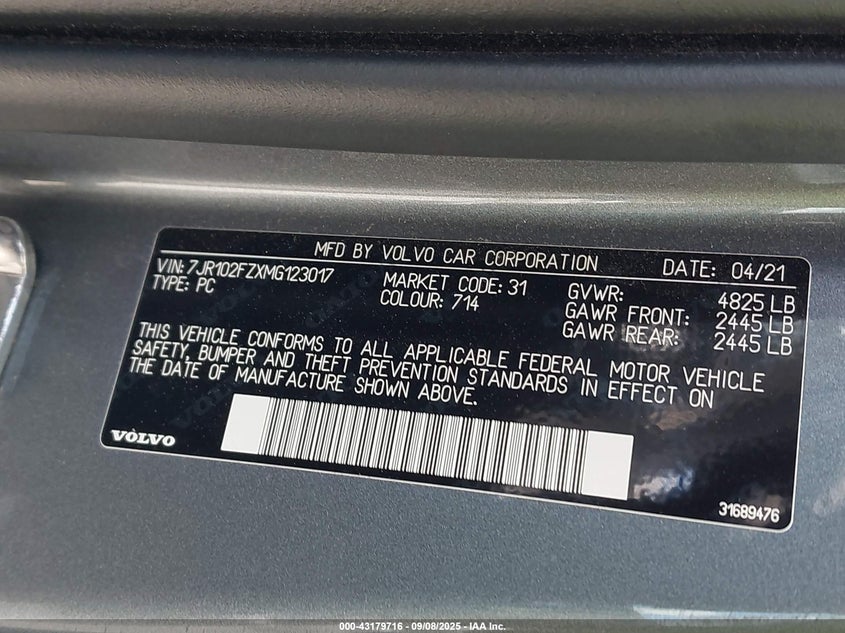 MFD BY VOLVO CAR CORPORATION DATE: 04/21
VIN: 7JR102FZXMG123017 MARKET CODE: 31 GVWR: 4825 LB
TYPE: PC COLOUR: 714 GAWR FRONT: 2445 LB
GAWR REAR: 2445 LB
THIS VEHICLE CONFORMS TO ALL APPLICABLE FEDERAL MOTOR VEHICLE
SAFETY, BUMPER AND THEFT PREVENTION STANDARDS IN EFFECT ON
THE DATE OF MANUFACTURE SHOWN ABOVE.
VOLVO
31689476
000-43179716 - 09/08/2025 - IAA Inc.